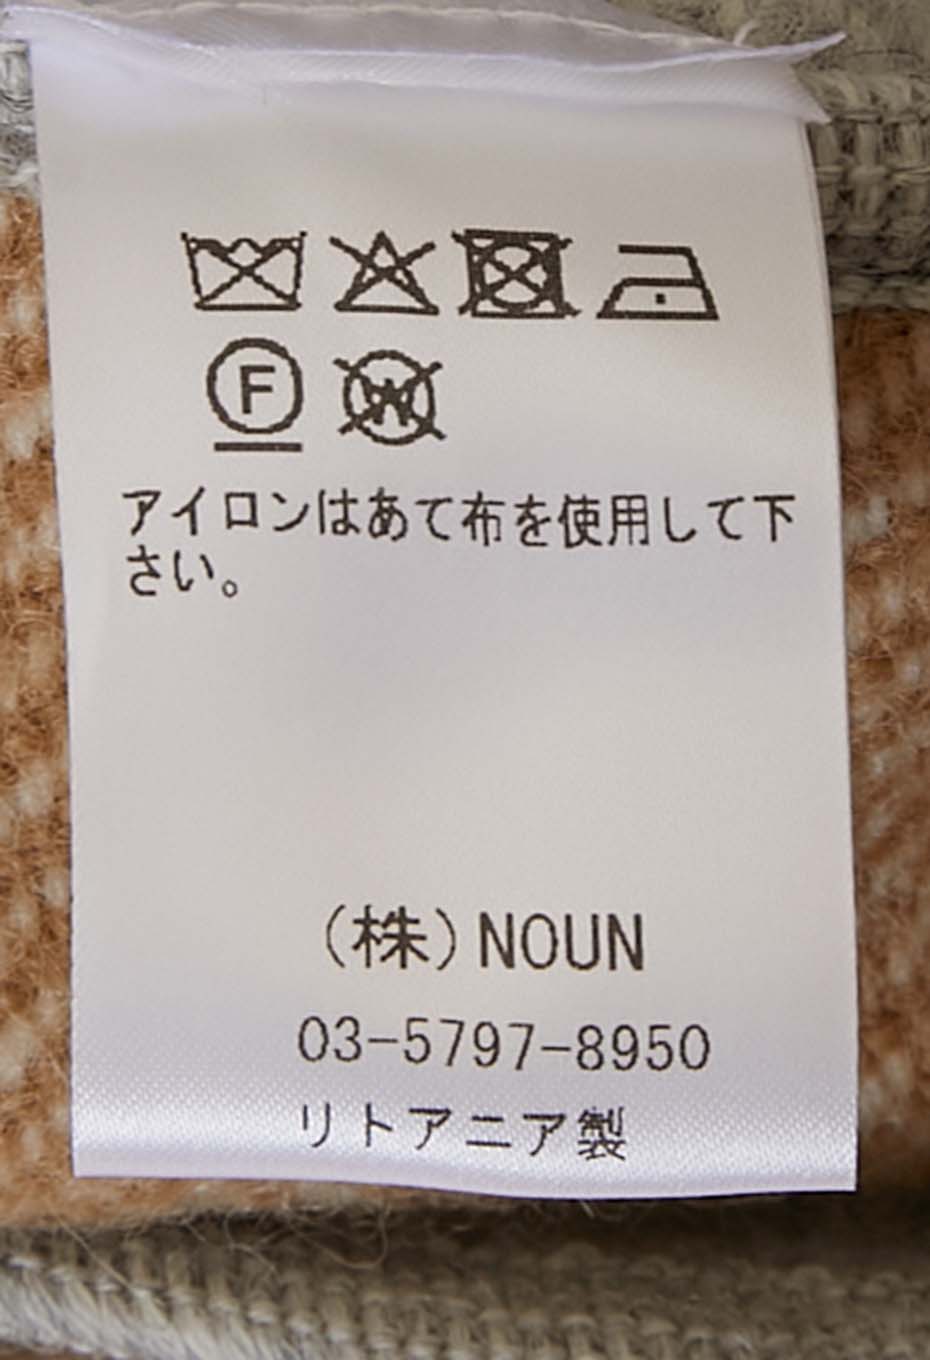 F W
アイロンはあて布を使用して下
さい。
(株)NOUN
03-5797-8950
リトアニア製